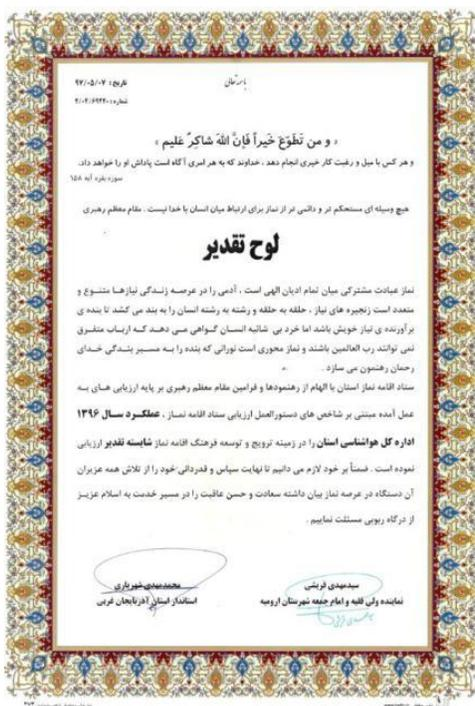 باسمه تعالی
تاریخ : ۹۷/۰۵/۰۷
شماره : ۲/۰۲/۶۹۴۴۰
« و من تَطَوَّعَ خَیراً فَإنَّ اللهَ شاکِرٌ عَلیم »
و هر کس با میل و رغبت کار خیری انجام دهد ، خداوند که به هر امری آگاه است پاداش او را خواهد داد.
سوره بقره آیه ۱۵۸
هیچ وسیله ای مستحکم تر و دائمی تر از نماز برای ارتباط میان انسان با خدا نیست . مقام معظم رهبری
لوح تقدیر
نماز عبادت مشترکی میان تمام ادیان الهی است ، آدمی را در عرصه زندگی نیازها متنوع و
متعدد است زنجیره های نیاز ، حلقه به حلقه و رشته به رشته انسان را به بند می کشد تا بنده ی
برآورنده ی نیاز خویش باشد اما خرد بی شائبه انسان گواهی می دهد که ارباب متفرق
نمی توانند رب العالمین باشند و نماز محوری است نورانی که بنده را به مسیر بندگی خدای
رحمان رهنمون می سازد .
ستاد اقامه نماز استان با الهام از رهنمودها و فرامین مقام معظم رهبری بر پایه ارزیابی های به
عمل آمده مبتنی بر شاخص های دستورالعمل ارزیابی ستاد اقامه نماز ، عملکرد سال ۱۳۹۶
اداره کل هواشناسی استان را در زمینه ترویج و توسعه فرهنگ اقامه نماز شایسته تقدیر ارزیابی
نموده است . ضمناً بر خود لازم می دانیم تا نهایت سپاس و قدردانی خود را از تلاش همه عزیزان
آن دستگاه در عرصه نماز بیان داشته سعادت و حسن عاقبت را در مسیر خدمت به اسلام عزیز
از درگاه ربوبی مسئلت نماییم .
سیدمهدی قریشی
نماینده ولی فقیه و امام جمعه شهرستان ارومیه
محمدمهدی شهریاری
استاندار استان آذربایجان غربی